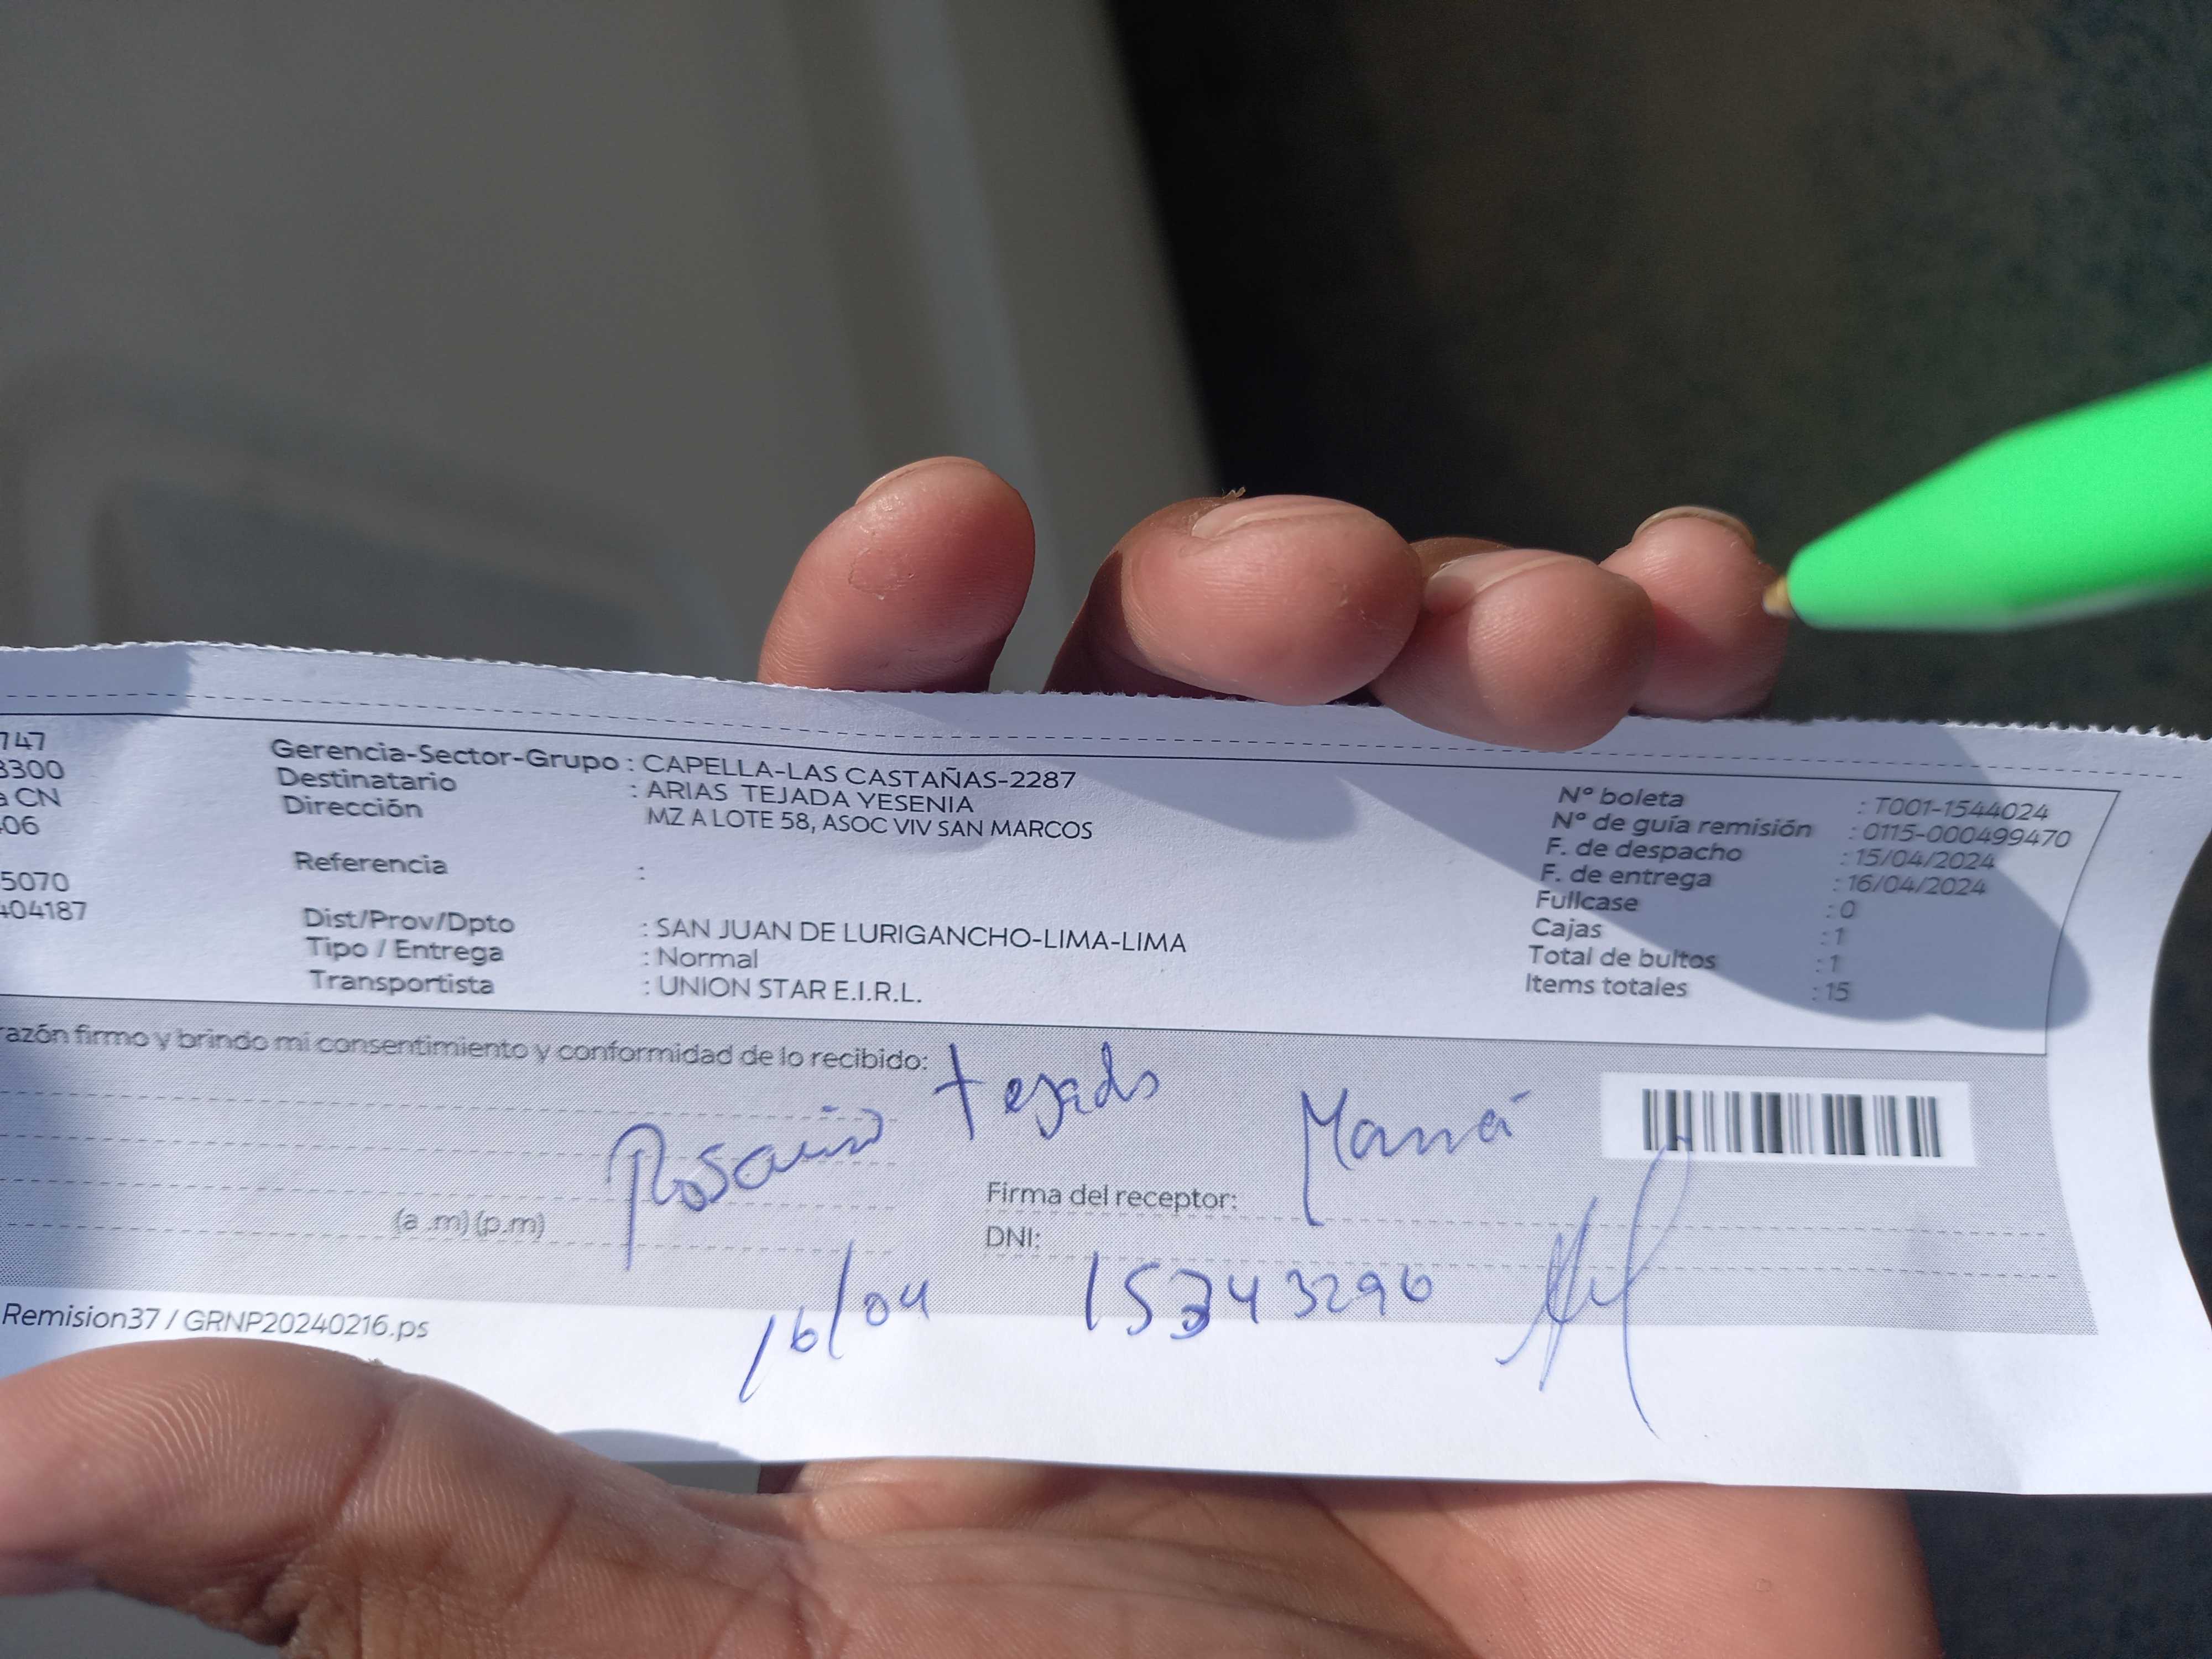 747
3300
a CN
406
5070
404187
Gerencia-Sector-Grupo : CAPELLA-LAS CASTAÑAS-2287
Destinatario : ARIAS TEJADA YESENIA
Dirección MZ A LOTE 58, ASOC VIV SAN MARCOS
Referencia :
Dist/Prov/Dpto : SAN JUAN DE LURIGANCHO-LIMA-LIMA
Tipo / Entrega : Normal
Transportista : UNION STAR E.I.R.L.
N° boleta : T001-1544024
N° de guía remisión : 0115-000499470
F. de despacho : 15/04/2024
F. de entrega : 16/04/2024
Fullcase : 0
Cajas : 1
Total de bultos : 1
Items totales : 15
razón firmo y brindo mi consentimiento y conformidad de lo recibido:
Rosario Tejada Mamá
Firma del receptor:
(a .m) (p.m)
DNI:
16/04 15343296
Remision37 / GRNP20240216.ps